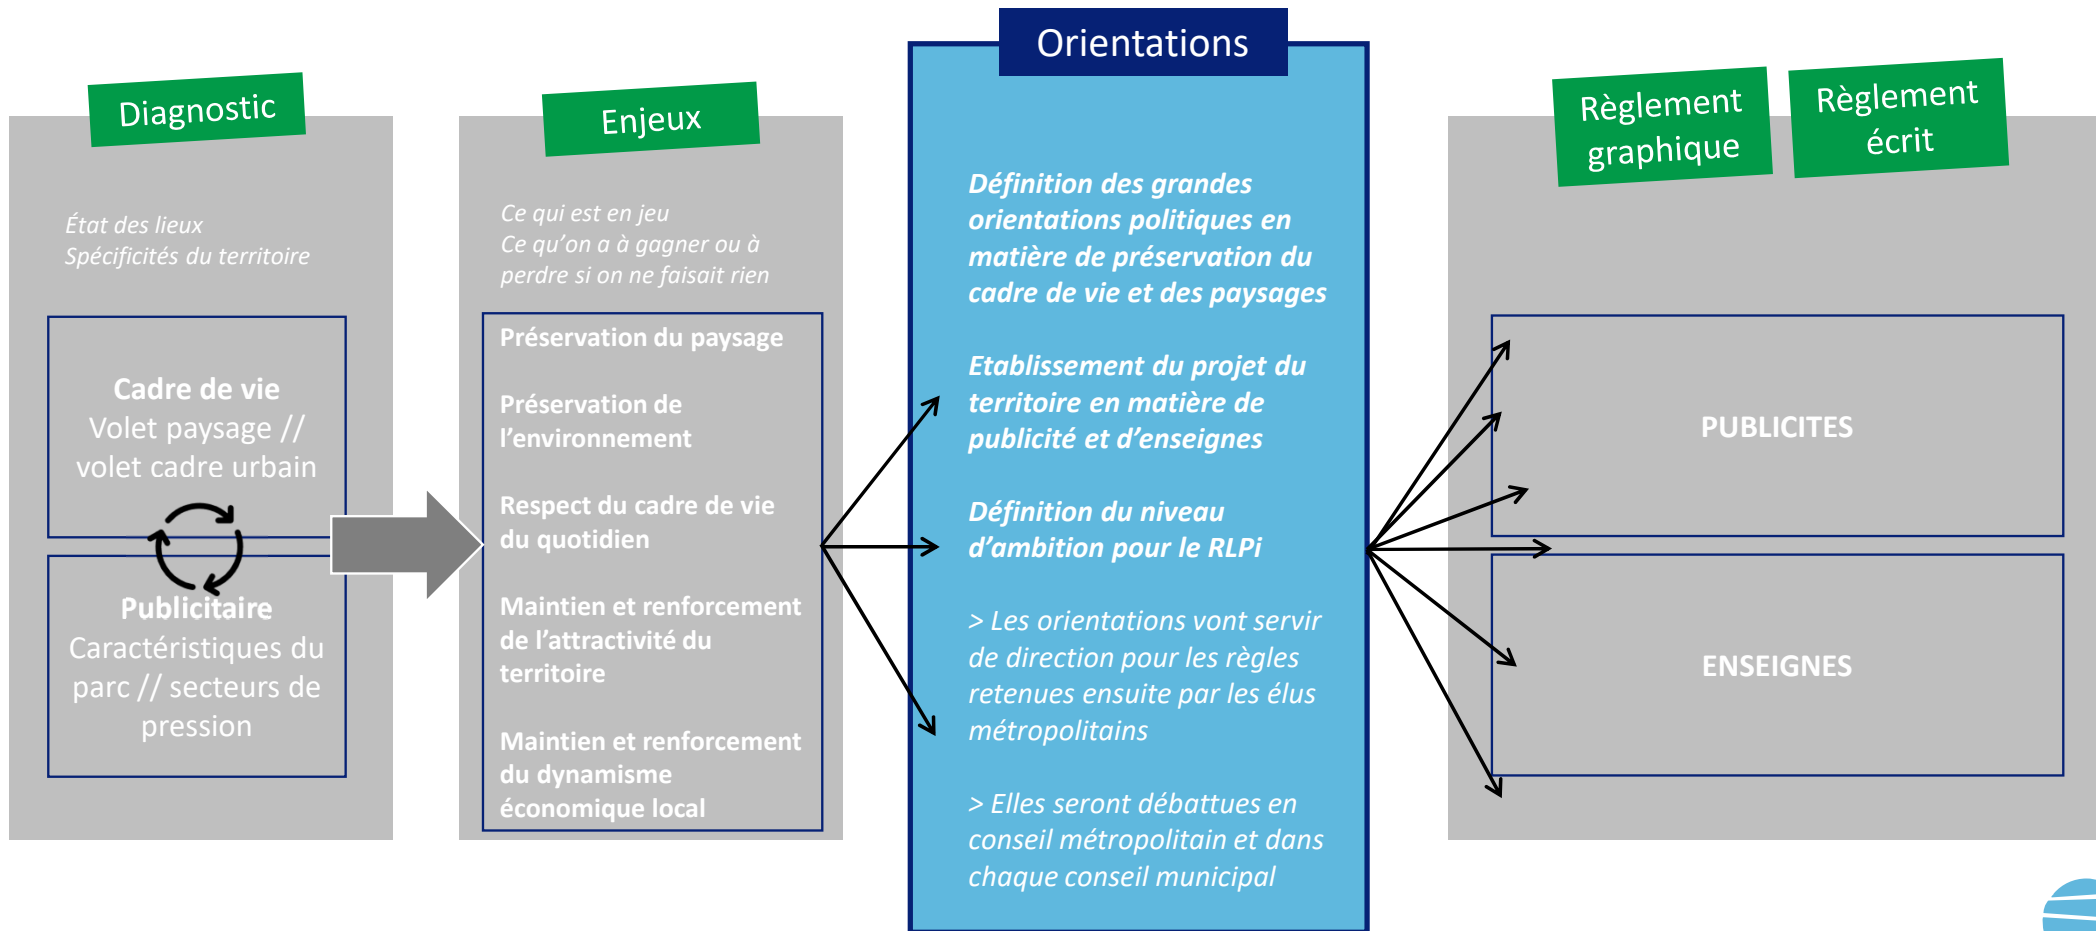 Diagnostic
État des lieux
Spécificités du territoire
Cadre de vie
Volet paysage //
volet cadre urbain
Publicitaire
Caractéristiques du
parc // secteurs de
pression
Enjeux
Ce qui est en jeu
Ce qu'on a à gagner ou à
perdre si on ne faisait rien
Préservation du paysage
Préservation de
l'environnement
Respect du cadre de vie
du quotidien
Maintien et renforcement
de l'attractivité du
territoire
Maintien et renforcement
du dynamisme
économique local
Orientations
Définition des grandes
orientations politiques en
matière de préservation du
cadre de vie et des paysages
Etablissement du projet du
territoire en matière de
publicité et d'enseignes
Définition du niveau
d'ambition pour le RLPi
> Les orientations vont servir
de direction pour les règles
retenues ensuite par les élus
métropolitains
> Elles seront débattues en
conseil métropolitain et dans
chaque conseil municipal
Règlement
graphique
Règlement
écrit
PUBLICITES
ENSEIGNES